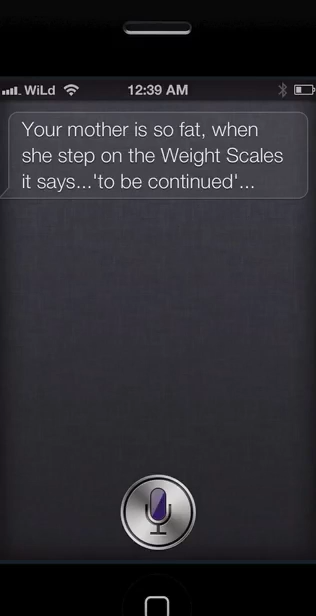 WiLd 12:39 AM
Your mother is so fat, when
she step on the Weight Scales
it says...'to be continued'...